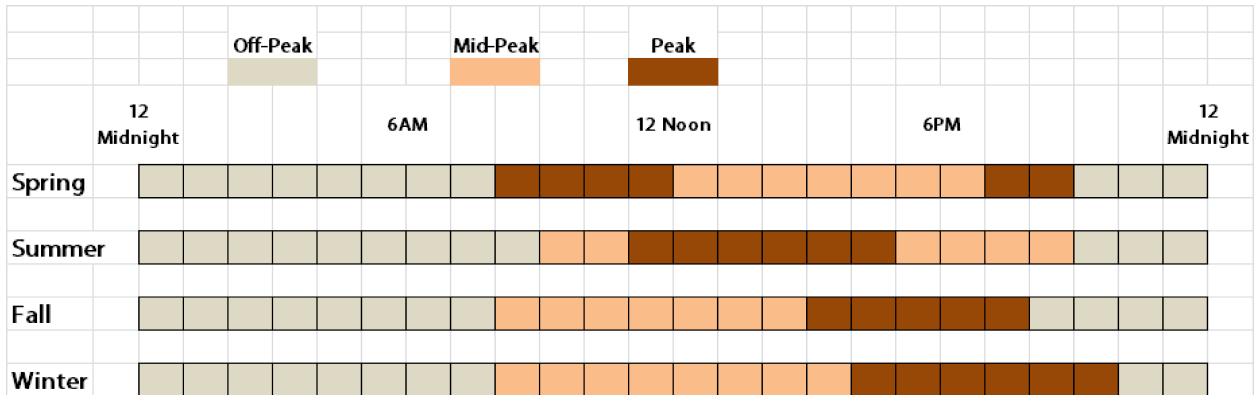 Off-Peak Mid-Peak Peak
12 Midnight 6AM 12 Noon 6PM 12 Midnight
Spring
Summer
Fall
Winter